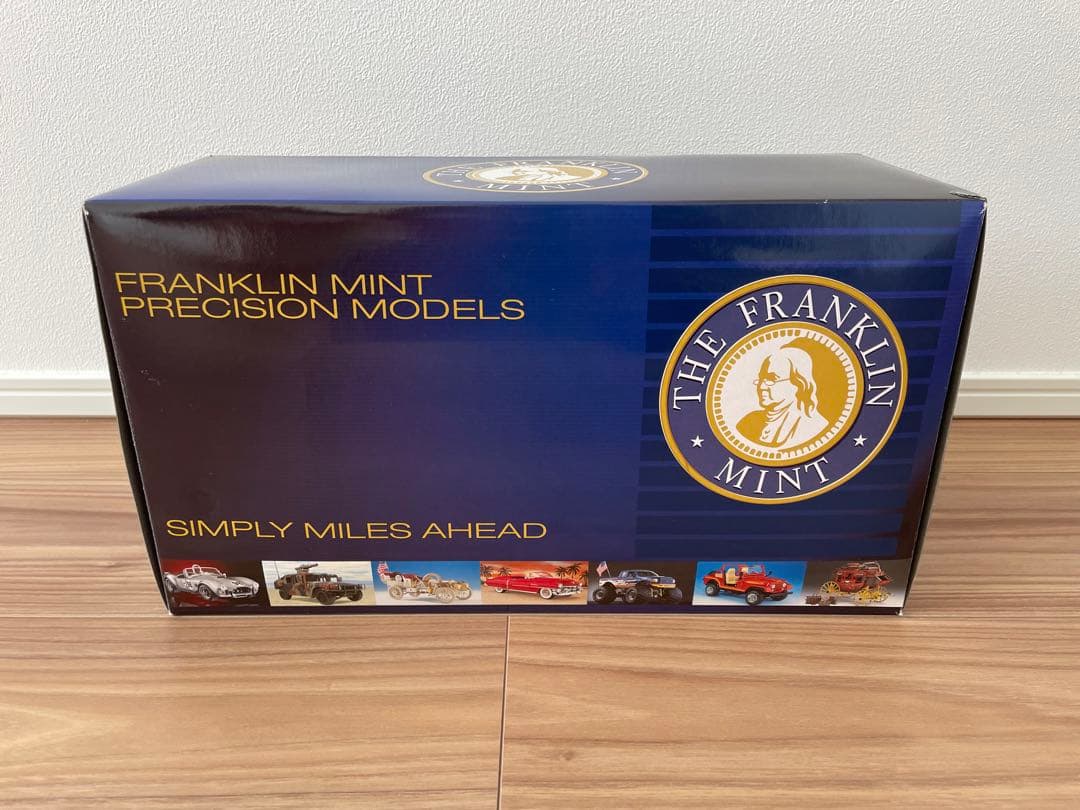 THE FRANKLIN
MINT
FRANKLIN MINT
PRECISION MODELS
THE FRANKLIN
MINT
SIMPLY MILES AHEAD